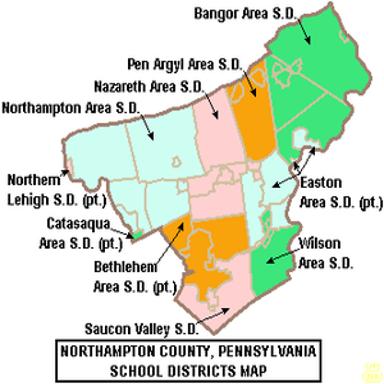 Bangor Area S.D.
Pen Argyl Area S.D.
Nazareth Area S.D.
Northampton Area S.D.
Northern
Lehigh S.D. (pt.)
Easton
Area S.D. (pt.)
Catasaqua
Area S.D. (pt.)
Wilson
Area S.D.
Bethlehem
Area S.D. (pt.)
Saucon Valley S.D.
NORTHAMPTON COUNTY, PENNSYLVANIA
SCHOOL DISTRICTS MAP